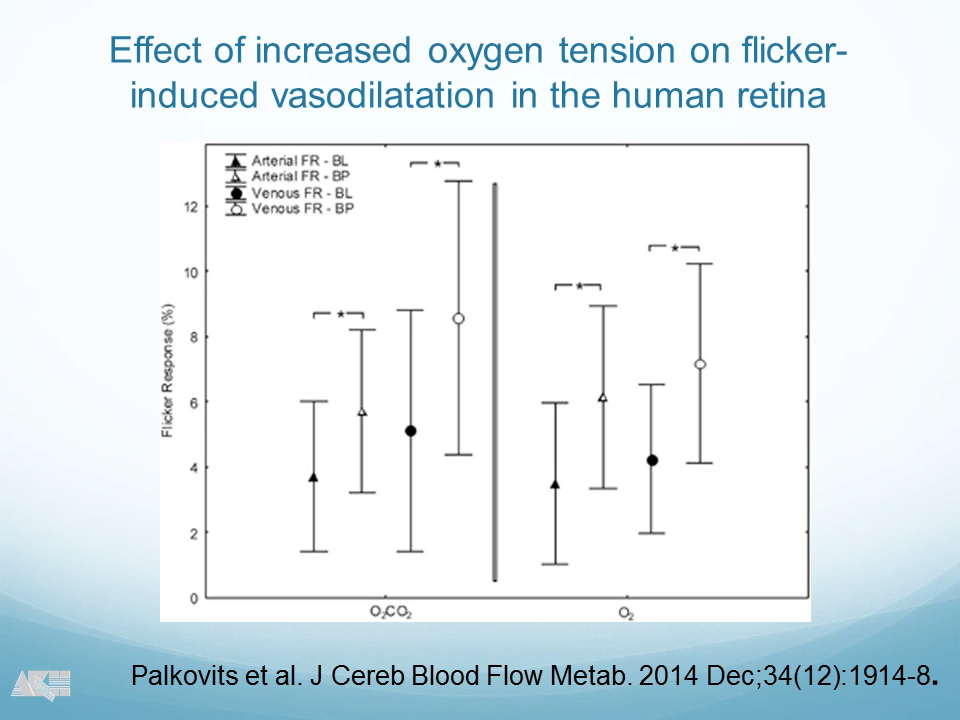 Effect of increased oxygen tension on flicker-
induced vasodilatation in the human retina
Arterial FR - BL
Arterial FR - BP
Venous FR - BL
Venous FR - BP
*
*
*
*
12
10
8
6
4
2
0
Flicker Response (%)
O₂CO₂
O₂
AKH
Palkovits et al. J Cereb Blood Flow Metab. 2014 Dec;34(12):1914-8.